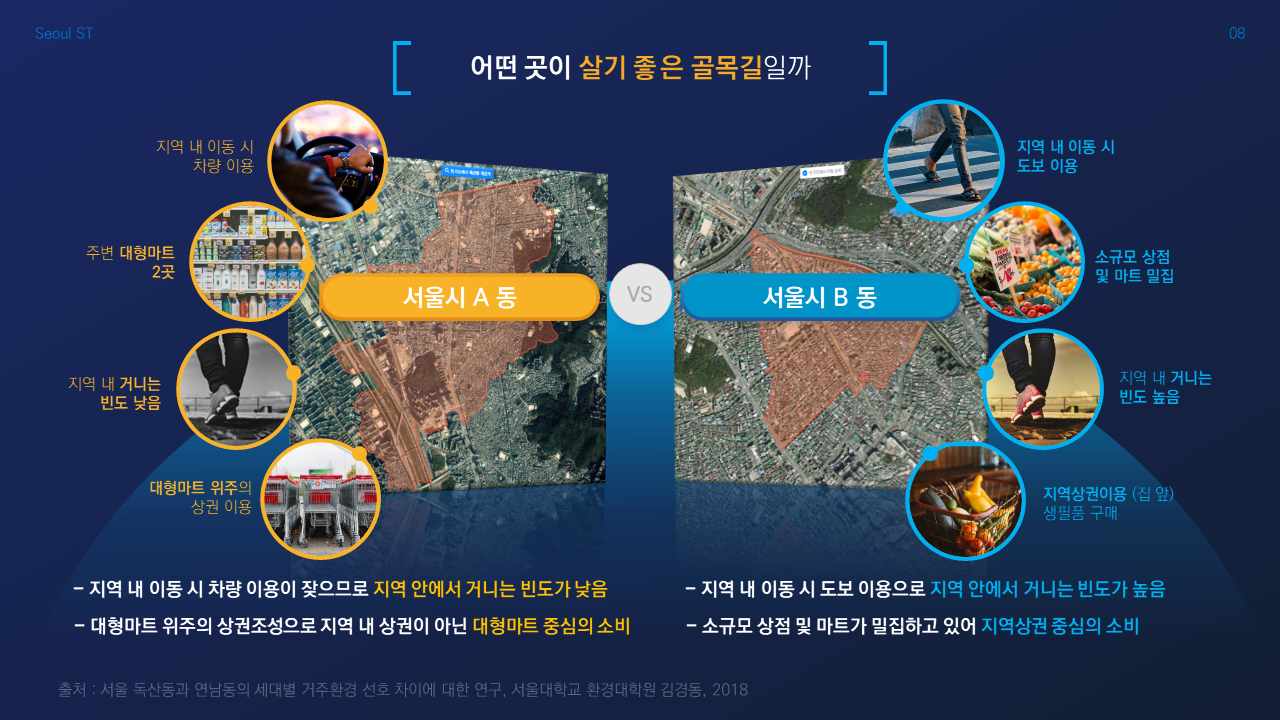 Seoul ST
08
어떤 곳이 살기 좋은 골목길일까
지역 내 이동 시
차량 이용
주변 대형마트
2곳
지역 내 거니는
빈도 낮음
대형마트 위주의
상권 이용
서울시 A 동
VS
서울시 B 동
지역 내 이동 시
도보 이용
소규모 상점
및 마트 밀집
지역 내 거니는
빈도 높음
지역상권이용 (집 앞)
생필품 구매
– 지역 내 이동 시 차량 이용이 잦으므로 지역 안에서 거니는 빈도가 낮음
– 대형마트 위주의 상권조성으로 지역 내 상권이 아닌 대형마트 중심의 소비
– 지역 내 이동 시 도보 이용으로 지역 안에서 거니는 빈도가 높음
– 소규모 상점 및 마트가 밀집하고 있어 지역상권 중심의 소비
출처 : 서울 독산동과 연남동의 세대별 거주환경 선호 차이에 대한 연구, 서울대학교 환경대학원 김경동, 2018